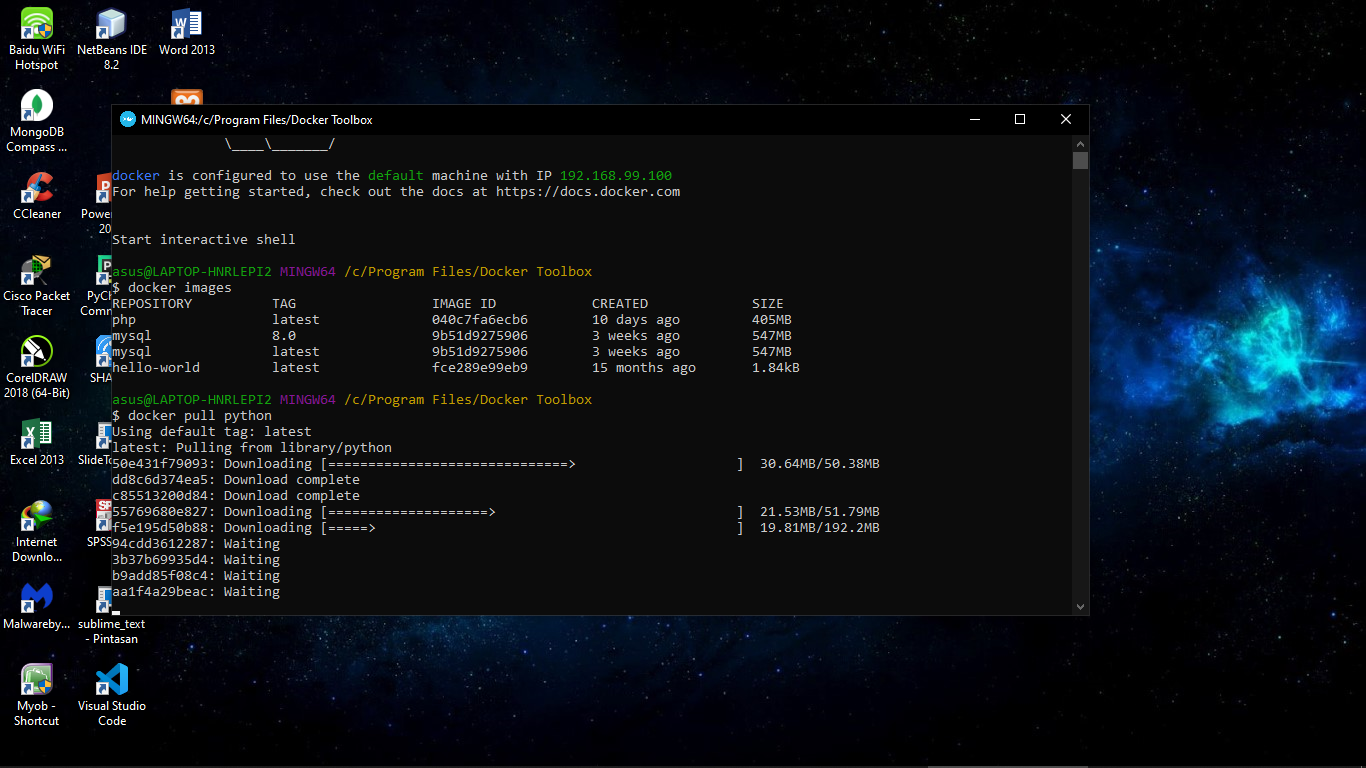 Baidu WiFi
Hotspot
NetBeans IDE
8.2
Word 2013
MongoDB
Compass ...
CCleaner
Cisco Packet
Tracer
CorelDRAW
2018 (64-Bit)
Excel 2013
Internet
Downlo...
SPSS
Malwareby...
sublime_text
- Pintasan
Myob -
Shortcut
Visual Studio
Code
MINGW64:/c/Program Files/Docker Toolbox
\____\_______/
docker is configured to use the default machine with IP 192.168.99.100
For help getting started, check out the docs at https://docs.docker.com
Start interactive shell
asus@LAPTOP-HNRLEPI2 MINGW64 /c/Program Files/Docker Toolbox
$ docker images
REPOSITORY TAG IMAGE ID CREATED SIZE
php latest 040c7fa6ecb6 10 days ago 405MB
mysql 8.0 9b51d9275906 3 weeks ago 547MB
mysql latest 9b51d9275906 3 weeks ago 547MB
hello-world latest fce289e99eb9 15 months ago 1.84kB
asus@LAPTOP-HNRLEPI2 MINGW64 /c/Program Files/Docker Toolbox
$ docker pull python
Using default tag: latest
latest: Pulling from library/python
50e431f79093: Downloading [==============================>                    ]  30.64MB/50.38MB
dd8c6d374ea5: Download complete
c85513200d84: Download complete
55769680e827: Downloading [====================>                              ]  21.53MB/51.79MB
f5e195d50b88: Downloading [=====>                                             ]  19.81MB/192.2MB
94cdd3612287: Waiting
3b37b69935d4: Waiting
b9add85f08c4: Waiting
aa1f4a29beac: Waiting